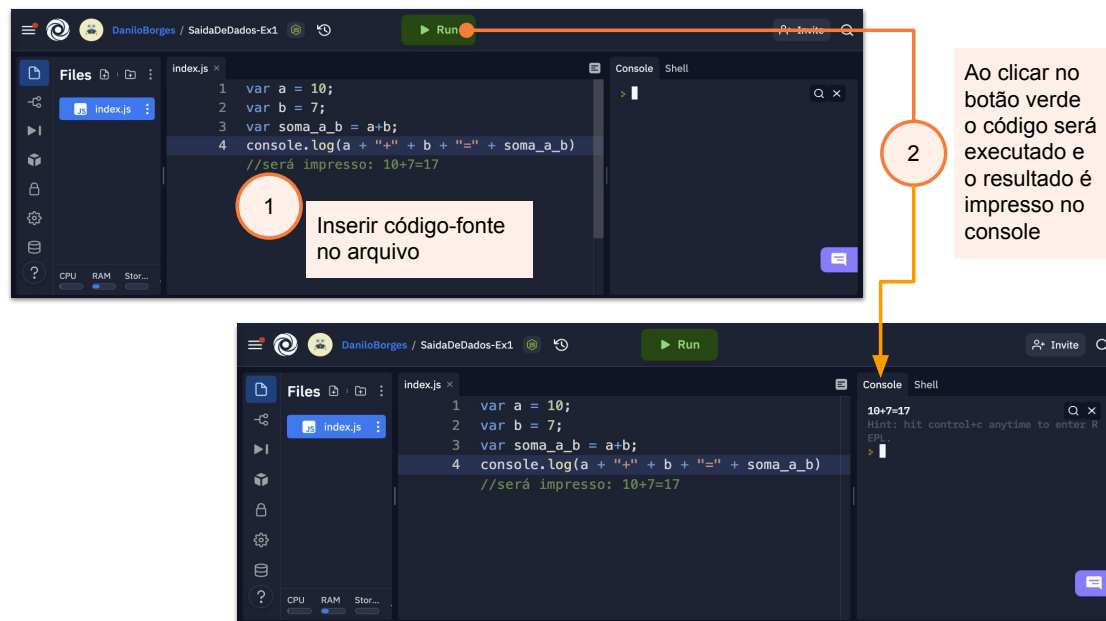 DaniloBorges / SaidaDeDados-Ex1
Run
Invite
Files
index.js
CPU RAM Stor...
index.js ×
1 var a = 10;
2 var b = 7;
3 var soma_a_b = a+b;
4 console.log(a + "+" + b + "=" + soma_a_b)
//será impresso: 10+7=17
Console Shell
>
1
Inserir código-fonte
no arquivo
2
Ao clicar no
botão verde
o código será
executado e
o resultado é
impresso no
console
DaniloBorges / SaidaDeDados-Ex1
Run
Invite
Files
index.js
?
CPU RAM Stor...
index.js ×
1 var a = 10;
2 var b = 7;
3 var soma_a_b = a+b;
4 console.log(a + "+" + b + "=" + soma_a_b)
//será impresso: 10+7=17
Console Shell
10+7=17
Hint: hit control+c anytime to enter R
EPL.
>